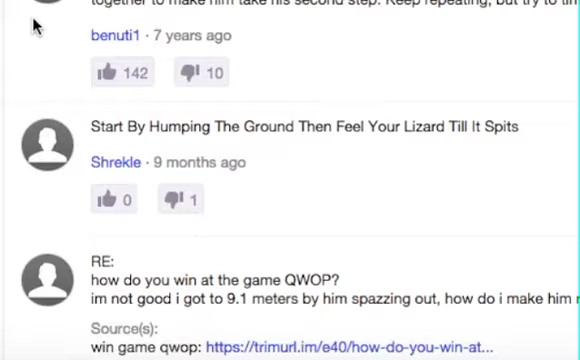 together to make him take his second step. Keep repeating, but try to
benuti1 · 7 years ago
142 10
Start By Humping The Ground Then Feel Your Lizard Till It Spits
Shrekle · 9 months ago
0 1
RE:
how do you win at the game QWOP?
im not good i got to 9.1 meters by him spazzing out, how do i make him
Source(s):
win game qwop: https://trimurl.im/e40/how-do-you-win-at...